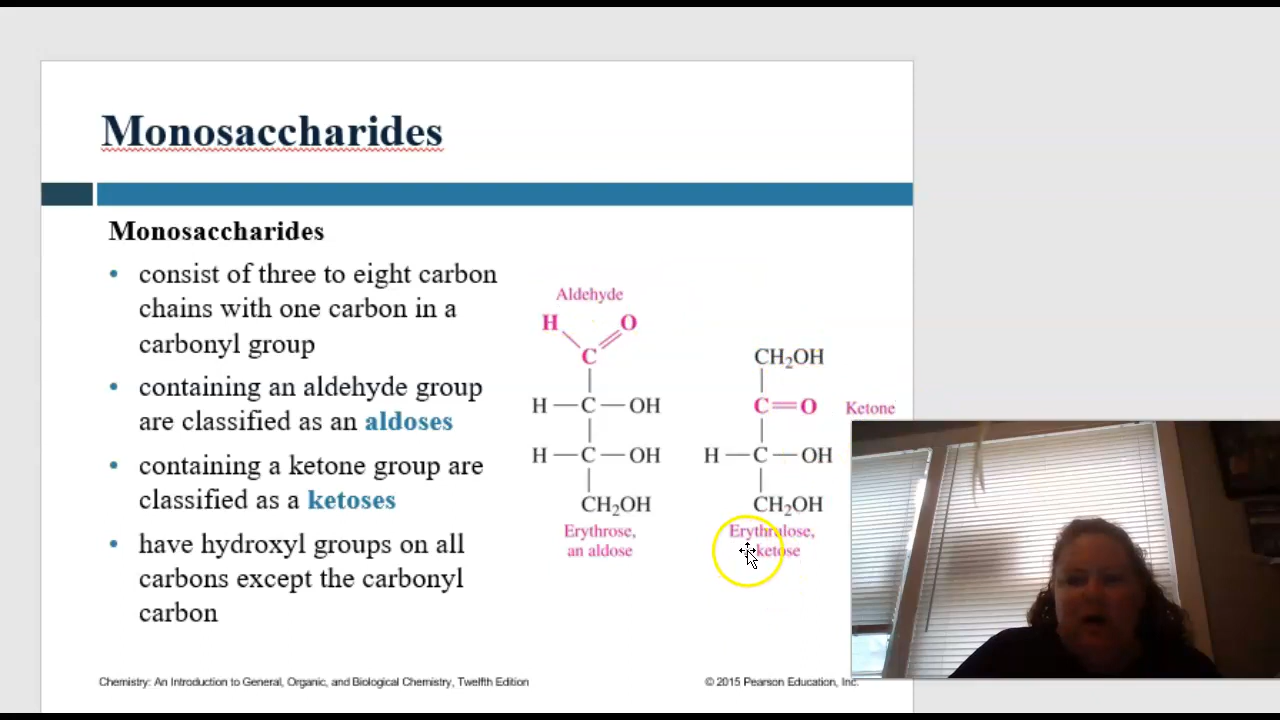 Monosaccharides
Monosaccharides
• consist of three to eight carbon
chains with one carbon in a
carbonyl group
• containing an aldehyde group
are classified as an aldoses
• containing a ketone group are
classified as a ketoses
• have hydroxyl groups on all
carbons except the carbonyl
carbon
Aldehyde
H O
C
H—C—OH
H—C—OH
CH₂OH
Erythrose,
an aldose
CH₂OH
C=O Ketone
H—C—OH
CH₂OH
Erythrulose,
ketose
Chemistry: An Introduction to General, Organic, and Biological Chemistry, Twelfth Edition
© 2015 Pearson Education, Inc.